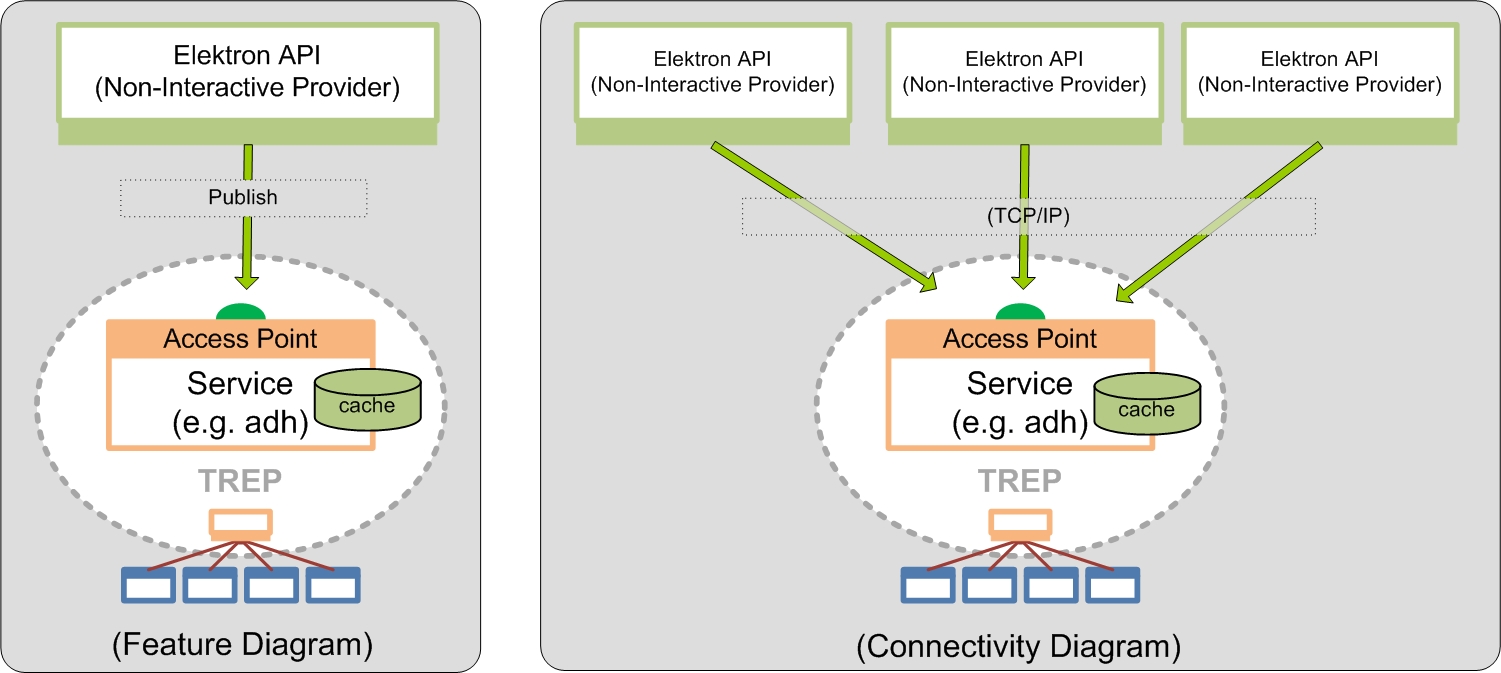 Elektron API
(Non-Interactive Provider)
Publish
Access Point
Service
(e.g. adh)
cache
TREP
(Feature Diagram)
Elektron API
(Non-Interactive Provider)
Elektron API
(Non-Interactive Provider)
Elektron API
(Non-Interactive Provider)
(TCP/IP)
Access Point
Service
(e.g. adh)
cache
TREP
(Connectivity Diagram)